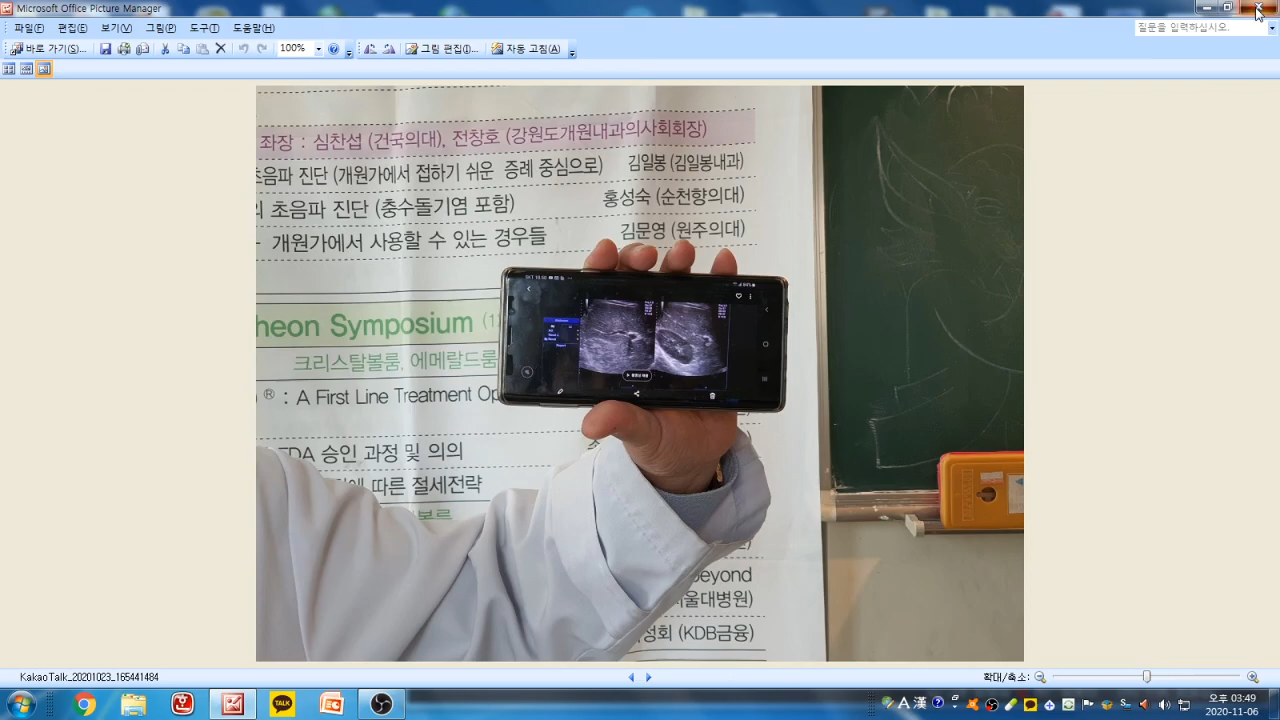 Microsoft Office Picture Manager
파일(F) 편집(E) 보기(V) 그림(P) 도구(T) 도움말(H)
질문을 입력하십시오.
바로 가기(S)... 100% 그림 편집(I)... 자동 고침(A)
좌장 : 심찬섭 (건국의대), 전창호 (강원도개원내과의사회회장)
초음파 진단 (개원가에서 접하기 쉬운 증례 중심으로) 김일봉 (김일봉내과)
초음파 진단 (충수돌기염 포함) 홍성숙 (순천향의대)
개원가에서 사용할 수 있는 경우들 김문영 (원주의대)
heon Symposium (1
크리스탈볼룸, 에메랄드룸
® : A First Line Treatment Op
FDA 승인 과정 및 의의
따른 절세전략
볼룸
beyond
서울대병원)
정회 (KDB금융)
KakaoTalk_20201023_165441484
확대/축소:
TALK
A 漢
오후 03:49
2020-11-06